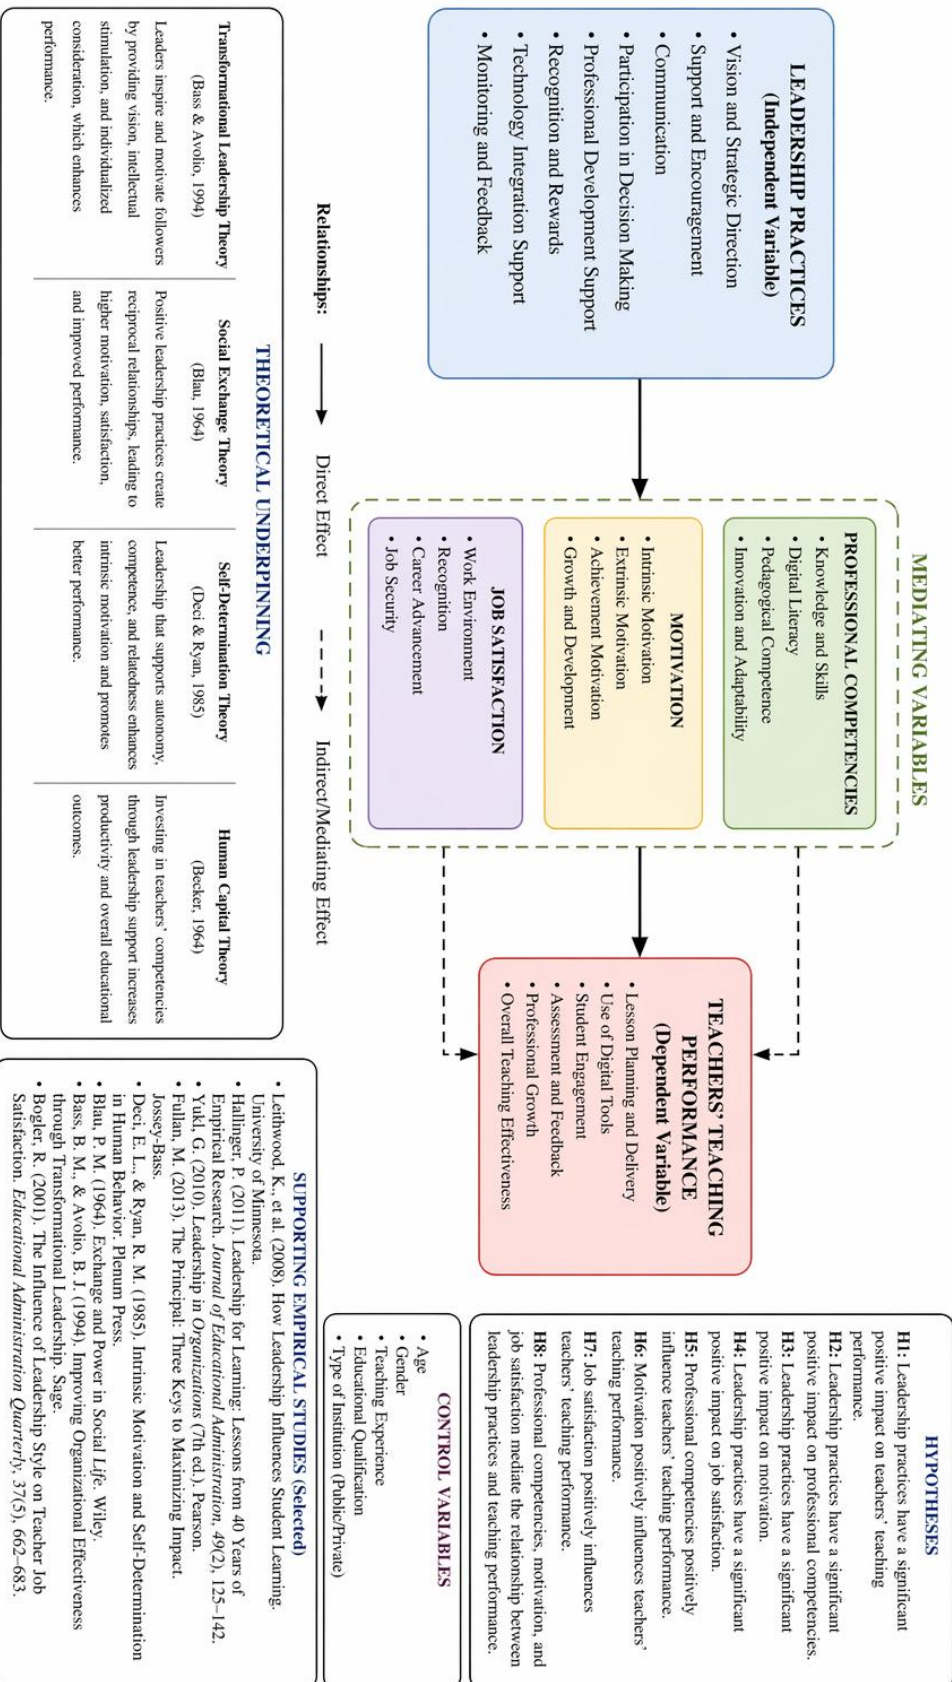 LEADERSHIP PRACTICES
(Independent Variable)
• Vision and Strategic Direction
• Support and Encouragement
• Communication
• Participation in Decision Making
• Professional Development Support
• Recognition and Rewards
• Technology Integration Support
• Monitoring and Feedback
MEDIATING VARIABLES
PROFESSIONAL COMPETENCIES
• Knowledge and Skills
• Digital Literacy
• Pedagogical Competence
• Innovation and Adaptability
MOTIVATION
• Intrinsic Motivation
• Extrinsic Motivation
• Achievement Motivation
• Growth and Development
JOB SATISFACTION
• Work Environment
• Recognition
• Career Advancement
• Job Security
TEACHERS' TEACHING
PERFORMANCE
(Dependent Variable)
• Lesson Planning and Delivery
• Use of Digital Tools
• Student Engagement
• Assessment and Feedback
• Professional Growth
• Overall Teaching Effectiveness
HYPOTHESES
H1: Leadership practices have a significant
positive impact on teachers' teaching
performance.
H2: Leadership practices have a significant
positive impact on professional competencies.
H3: Leadership practices have a significant
positive impact on motivation.
H4: Leadership practices have a significant
positive impact on job satisfaction.
H5: Professional competencies positively
influence teachers' teaching performance.
H6: Motivation positively influences teachers'
teaching performance.
H7: Job satisfaction positively influences
teachers' teaching performance.
H8: Professional competencies, motivation, and
job satisfaction mediate the relationship between
leadership practices and teaching performance.
CONTROL VARIABLES
• Age
• Gender
• Teaching Experience
• Educational Qualification
• Type of Institution (Public/Private)
Relationships:
Direct Effect
Indirect/Mediating Effect
THEORETICAL UNDERPINNING
Transformational Leadership Theory
(Bass & Avolio, 1994)
Leaders inspire and motivate followers
by providing vision, intellectual
stimulation, and individualized
consideration, which enhances
performance.
Social Exchange Theory
(Blau, 1964)
Positive leadership practices create
reciprocal relationships, leading to
higher motivation, satisfaction,
and improved performance.
Self-Determination Theory
(Deci & Ryan, 1985)
Leadership that supports autonomy,
competence, and relatedness enhances
intrinsic motivation and promotes
better performance.
Human Capital Theory
(Becker, 1964)
Investing in teachers' competencies
through leadership support increases
productivity and overall educational
outcomes.
SUPPORTING EMPIRICAL STUDIES (Selected)
• Leithwood, K., et al. (2008). How Leadership Influences Student Learning.
University of Minnesota.
• Hallinger, P. (2011). Leadership for Learning: Lessons from 40 Years of
Empirical Research. Journal of Educational Administration, 49(2), 125–142.
• Yukl, G. (2010). Leadership in Organizations (7th ed.). Pearson.
• Fullan, M. (2013). The Principal: Three Keys to Maximizing Impact.
Jossey-Bass.
• Deci, E. L., & Ryan, R. M. (1985). Intrinsic Motivation and Self-Determination
in Human Behavior. Plenum Press.
• Blau, P. M. (1964). Exchange and Power in Social Life. Wiley.
• Bass, B. M., & Avolio, B. J. (1994). Improving Organizational Effectiveness
through Transformational Leadership. Sage.
• Bogler, R. (2001). The Influence of Leadership Style on Teacher Job
Satisfaction. Educational Administration Quarterly, 37(5), 662–683.